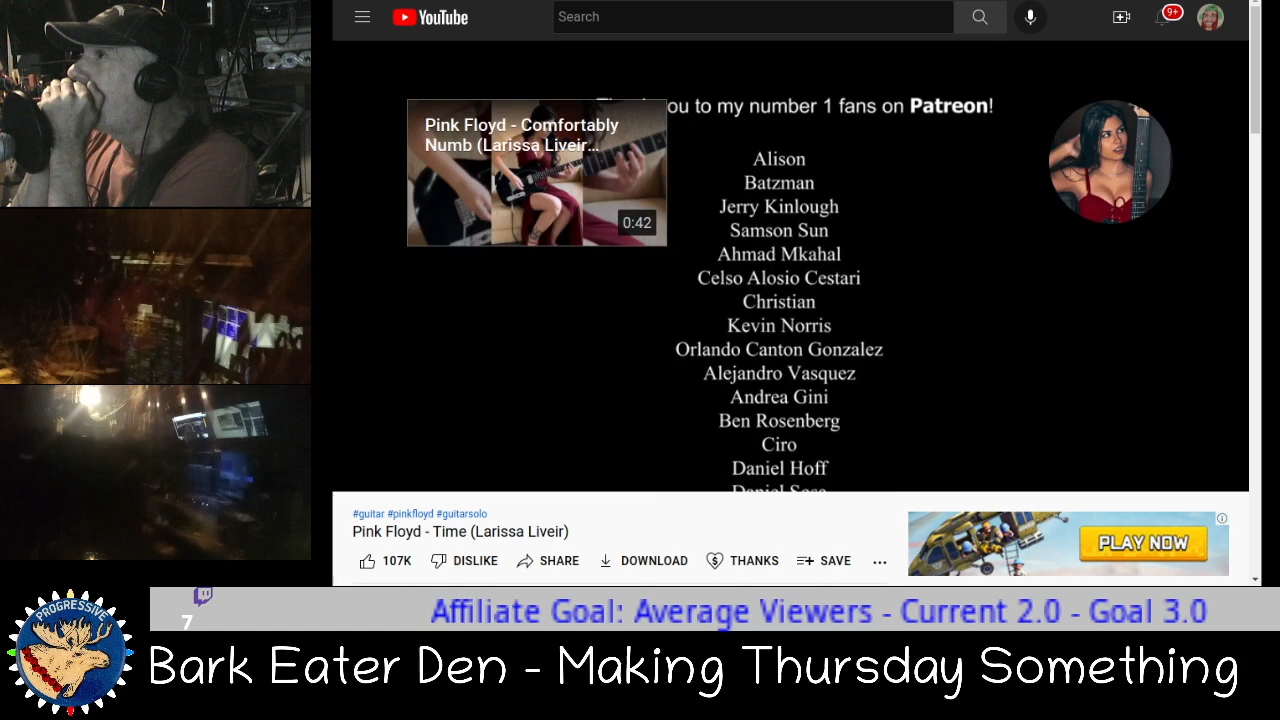 YouTube
Search
9+
ou to my number 1 fans on Patreon!
Pink Floyd - Comfortably
Numb (Larissa Liveir...
0:42
Alison
Batzman
Jerry Kinlough
Samson Sun
Ahmad Mkahal
Celso Alosio Cestari
Christian
Kevin Norris
Orlando Canton Gonzalez
Alejandro Vasquez
Andrea Gini
Ben Rosenberg
Ciro
Daniel Hoff
#guitar #pinkfloyd #guitarsolo
Pink Floyd - Time (Larissa Liveir)
107K DISLIKE SHARE DOWNLOAD THANKS SAVE ...
PLAY NOW
7
Affiliate Goal: Average Viewers - Current 2.0 - Goal 3.0
PROGRESSIVE
Bark Eater Den - Making Thursday Something